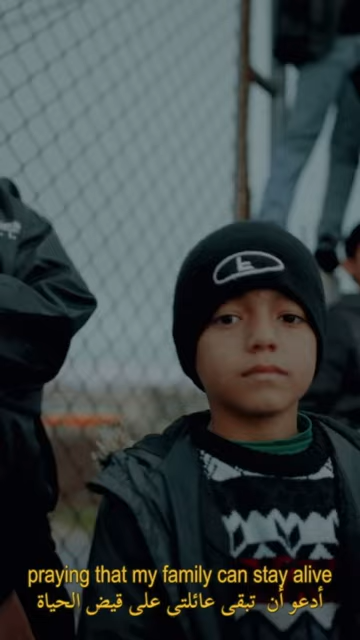 praying that my family can stay alive
أدعو أن تبقى عائلتي على قيض الحياة